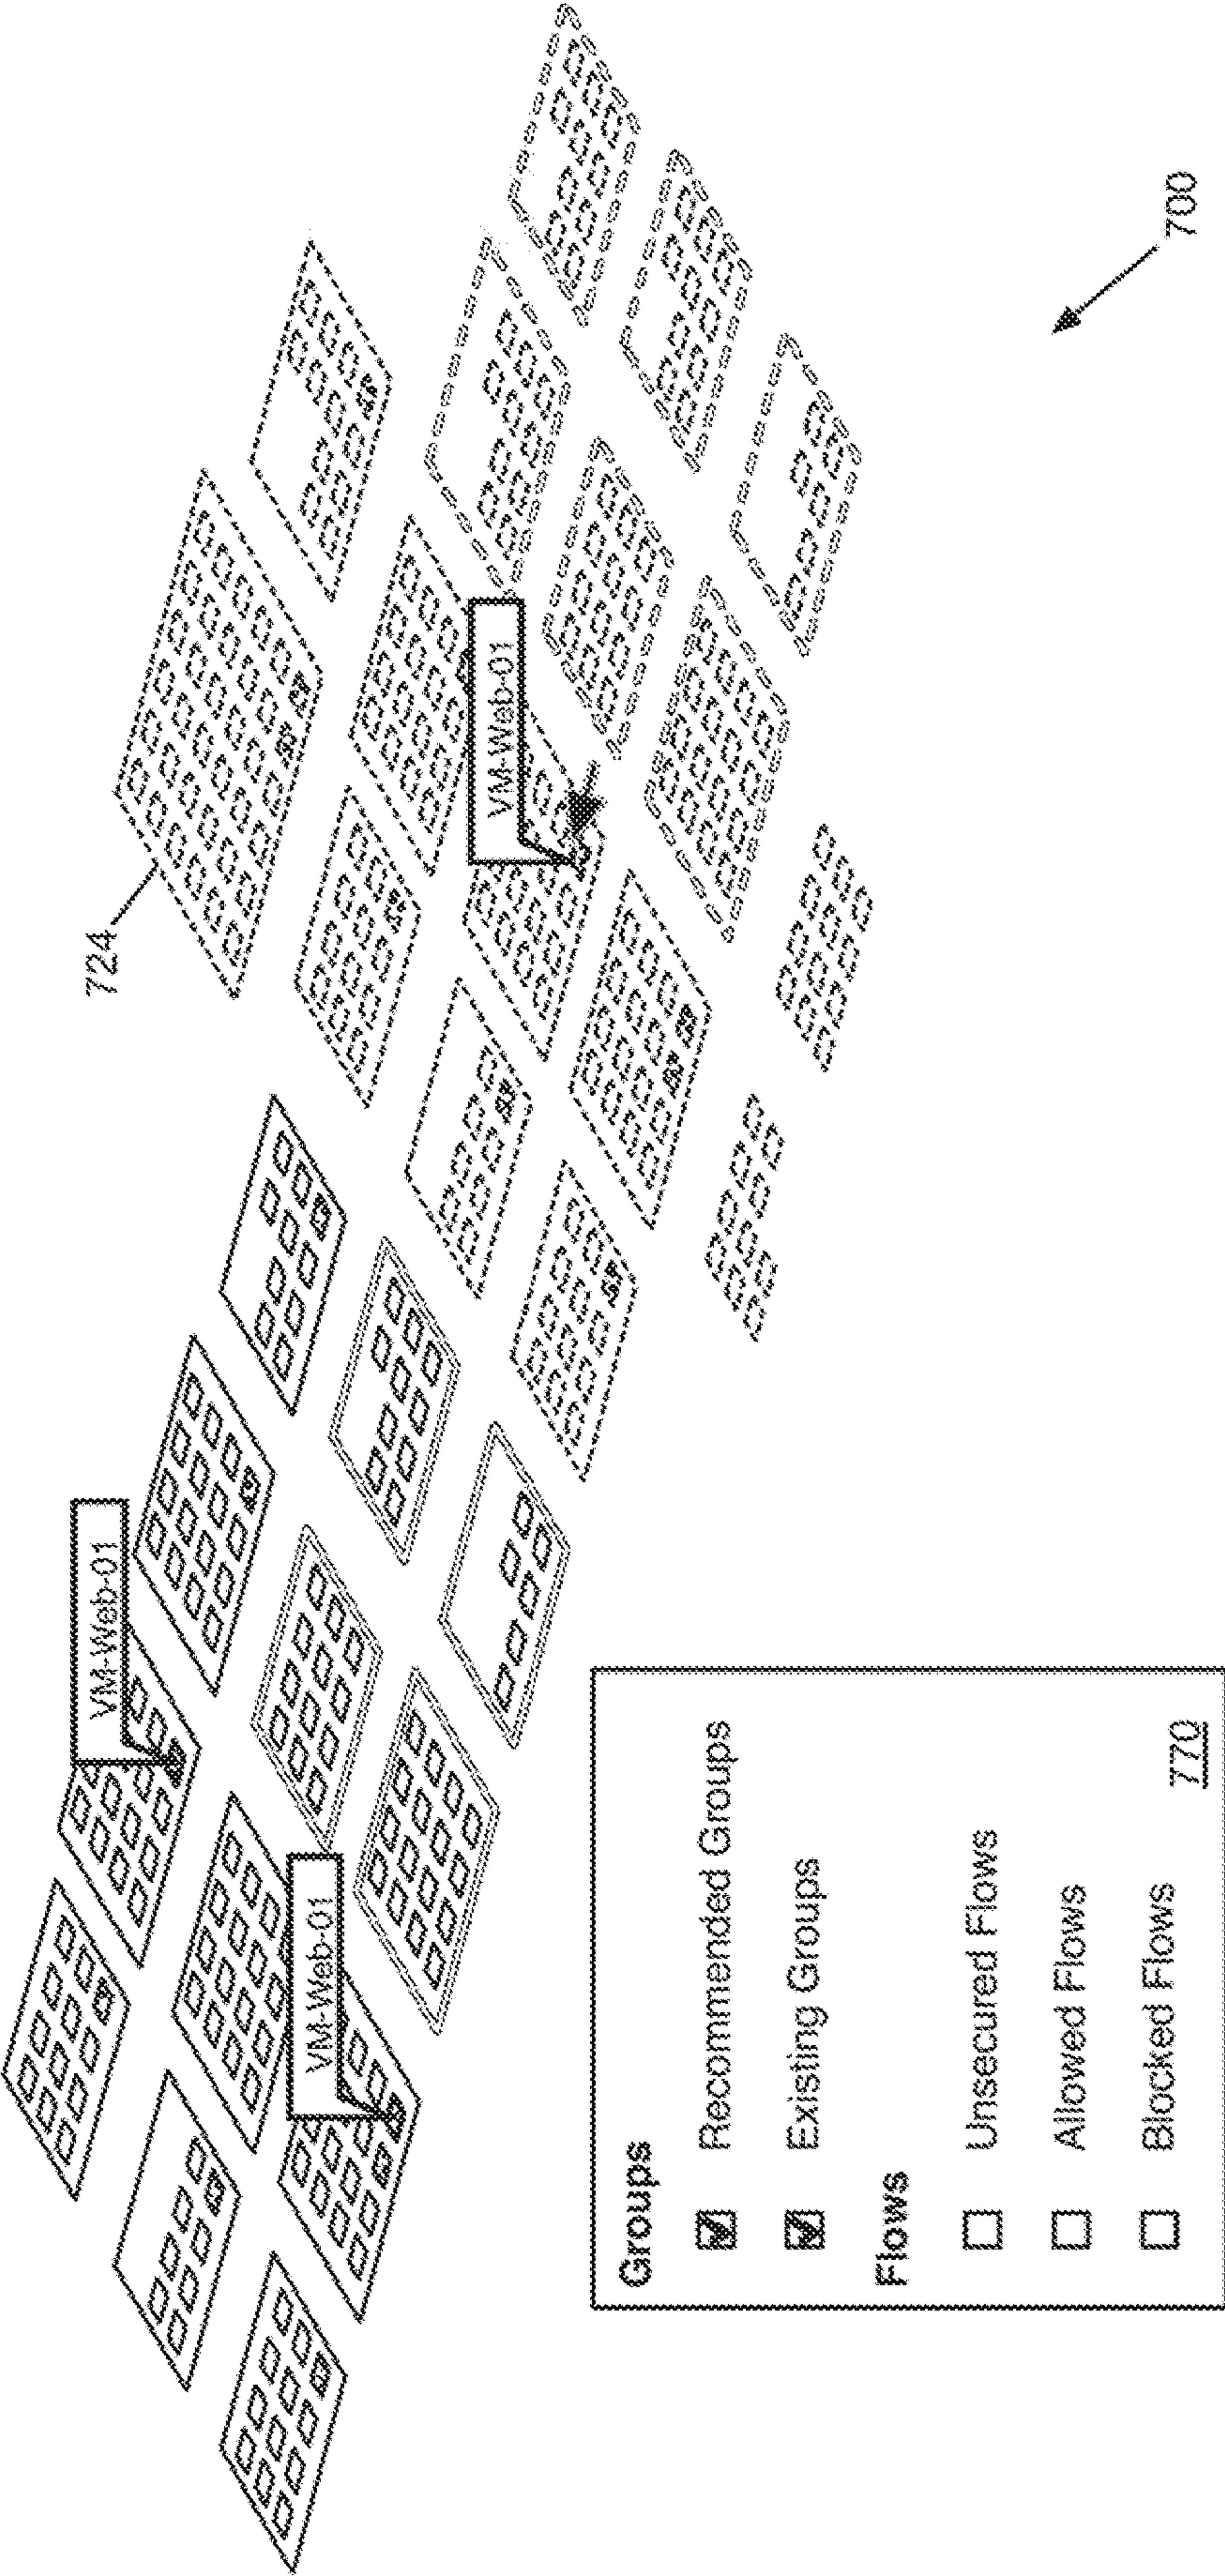 724
VM-Web-01
VM-Web-01
VM-Web-01
700
Groups
Recommended Groups
Existing Groups
Flows
Unsecured Flows
Allowed Flows
Blocked Flows
770